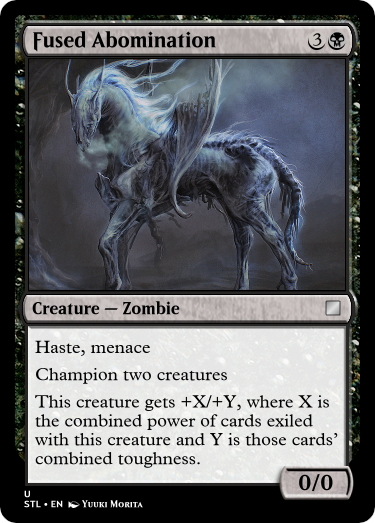 Fused Abomination 3
Creature — Zombie
Haste, menace
Champion two creatures
This creature gets +X/+Y, where X is
the combined power of cards exiled
with this creature and Y is those cards’
combined toughness.
0/0
U
STL • EN Yuuki Morita